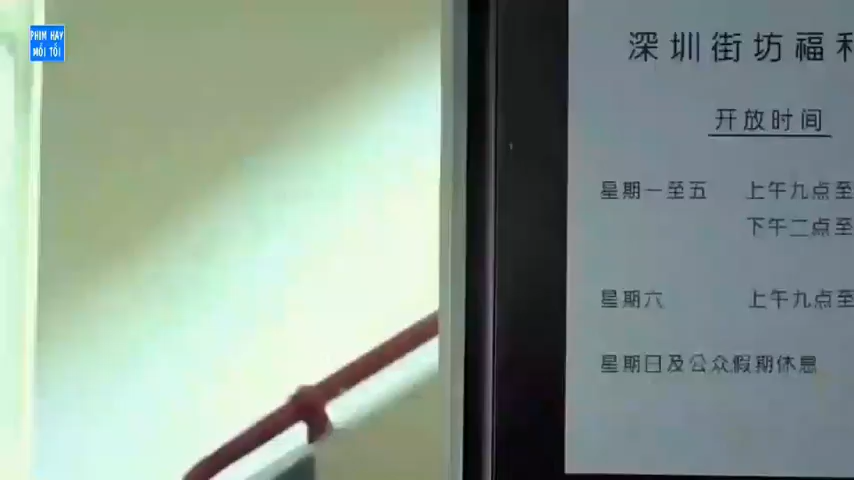 PHIM HAY
MỖI TỐI
深圳街坊福利
开放时间
星期一至五 上午九点至
下午二点至
星期六 上午九点至
星期日及公众假期休息